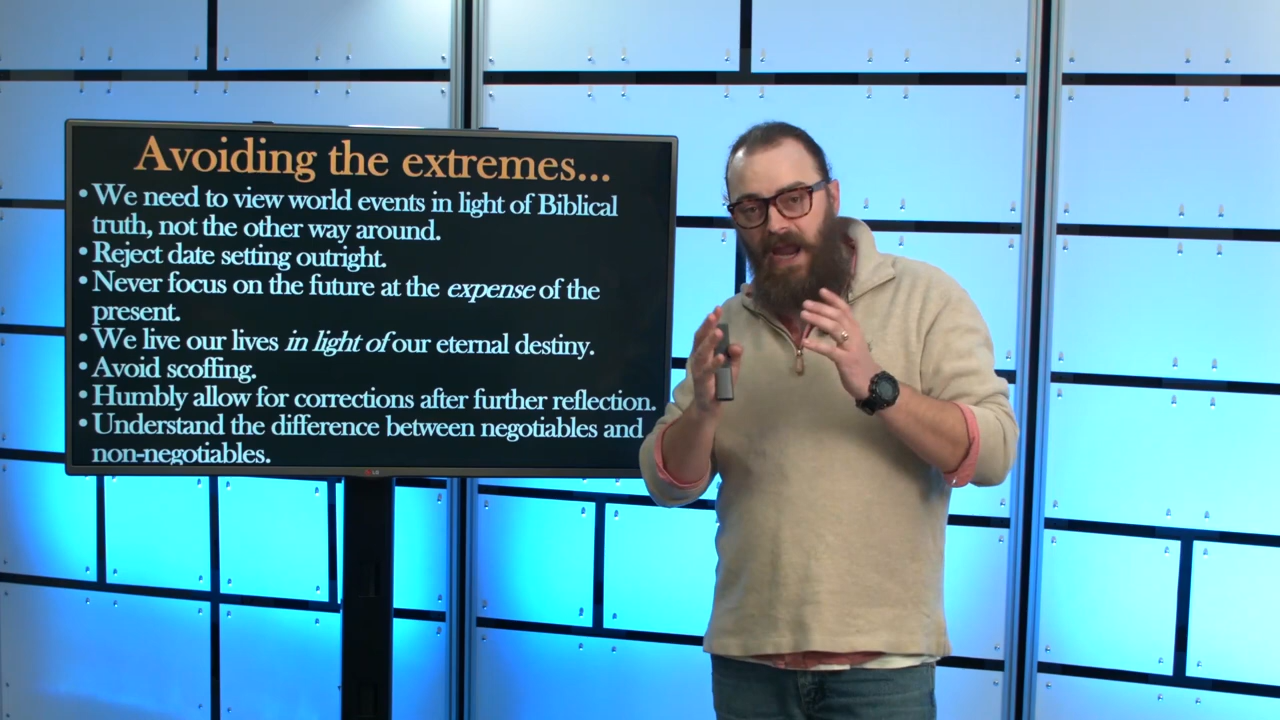 Avoiding the extremes...
• We need to view world events in light of Biblical
truth, not the other way around.
• Reject date setting outright.
• Never focus on the future at the expense of the
present.
• We live our lives in light of our eternal destiny.
• Avoid scoffing.
• Humbly allow for corrections after further reflection.
• Understand the difference between negotiables and
non-negotiables.
LG